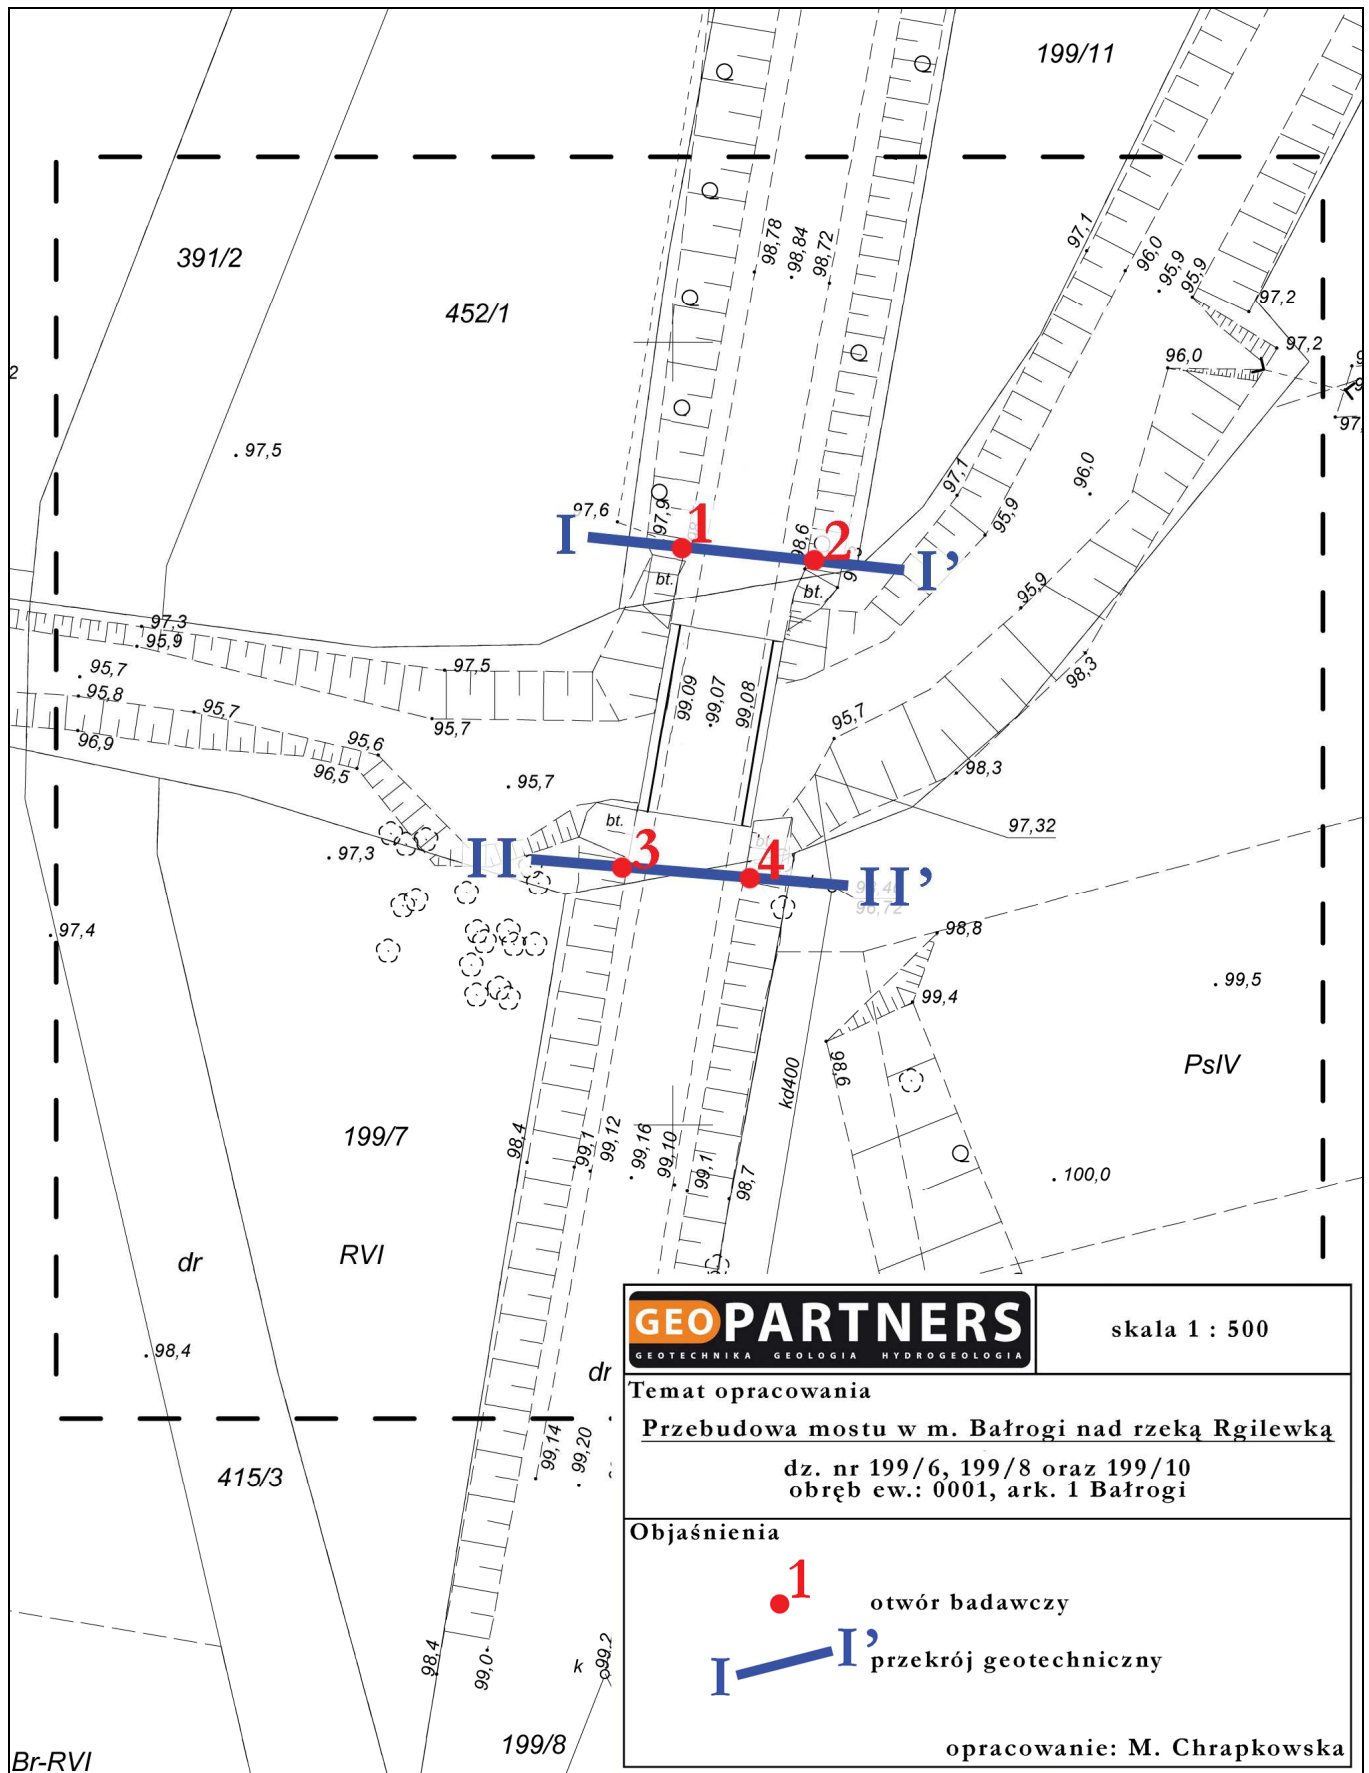 199/11
391/2
452/1
98,78
98,84
98,72
97,1
96,0
95,9
95,9
97,2
97,2
96,0
2
97,5
97,1
96,0
95,9
97,6
97,9
98,6
I
1
2
I’
bt.
bt.
95,9
97,3
95,9
95,7
95,8
95,7
96,9
97,5
95,7
95,6
96,5
95,7
99.09
99,07
99,08
95,7
98,3
98,3
97,32
bt.
97,3
II
3
4
II’
98,40
96,72
97,4
98,8
99,5
99,4
98,6
PsIV
kd400
199/7
98,4
99,1
99,12
99,16
99,10
99,1
98,7
100,0
dr
RVI
98,4
dr
99,14
99,20
415/3
98,4
99,0
k
99,2
199/8
Br-RVI
GEOPARTNERS
GEOTECHNIKA GEOLOGIA HYDROGEOLOGIA
skala 1 : 500
Temat opracowania
Przebudowa mostu w m. Bałrogi nad rzeką Rgilewką
dz. nr 199/6, 199/8 oraz 199/10
obręb ew.: 0001, ark. 1 Bałrogi
Objaśnienia
1
otwór badawczy
I I’
przekrój geotechniczny
opracowanie: M. Chrapkowska